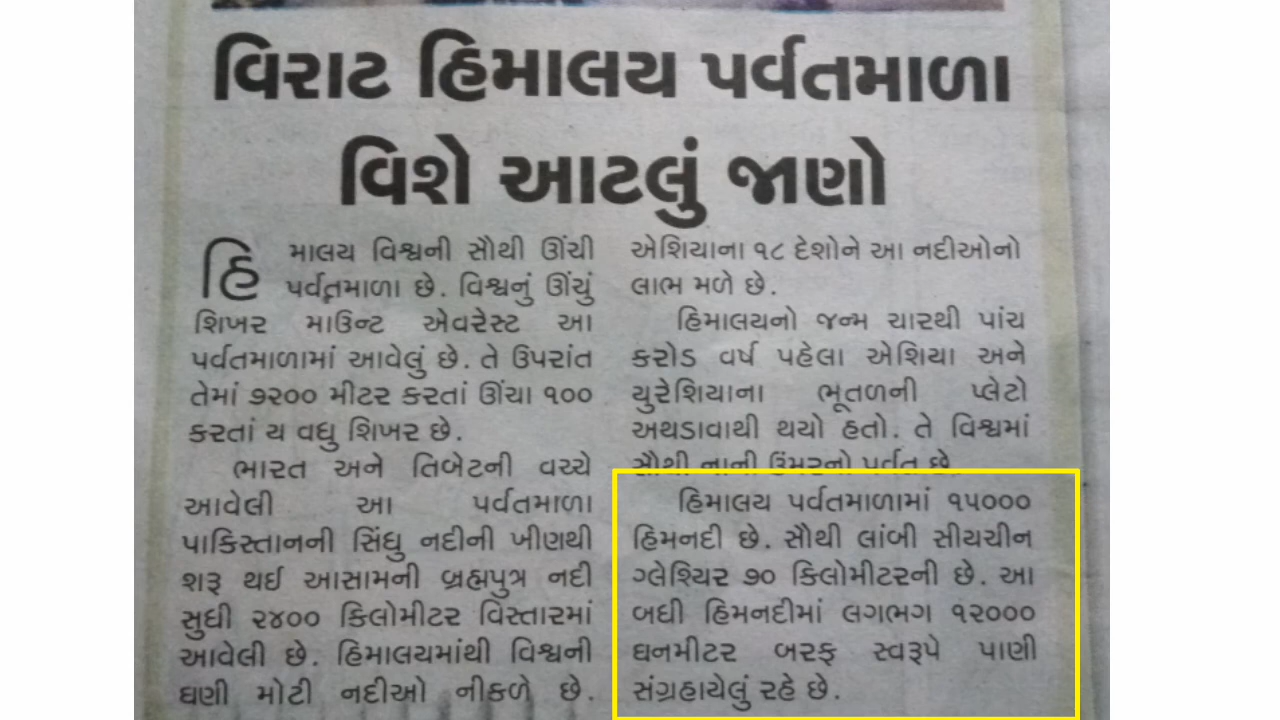 વિરાટ હિમાલય પર્વતમાળા
વિશે આટલું જાણો
હિમાલય વિશ્વની સૌથી ઊંચી
પર્વતમાળા છે. વિશ્વનું ઊંચું
શિખર માઉન્ટ એવરેસ્ટ આ
પર્વતમાળામાં આવેલું છે. તે ઉપરાંત
તેમાં ૭૨૦૦ મીટર કરતાં ઊંચા ૧૦૦
કરતાં ય વધુ શિખર છે.
ભારત અને તિબેટની વચ્ચે
આવેલી આ પર્વતમાળા
પાકિસ્તાનની સિંધુ નદીની ખીણથી
શરૂ થઈ આસામની બ્રહ્મપુત્ર નદી
સુધી ૨૪૦૦ કિલોમીટર વિસ્તારમાં
આવેલી છે. હિમાલયમાંથી વિશ્વની
ઘણી મોટી નદીઓ નીકળે છે.
એશિયાના ૧૮ દેશોને આ નદીઓનો
લાભ મળે છે.
હિમાલયનો જન્મ ચારથી પાંચ
કરોડ વર્ષ પહેલા એશિયા અને
યુરેશિયાના ભૂતળની પ્લેટો
અથડાવાથી થયો હતો. તે વિશ્વમાં
સૌથી નાની ઉંમરનો પર્વત છે.
હિમાલય પર્વતમાળામાં ૧૫૦૦૦
હિમનદી છે. સૌથી લાંબી સીયચીન
ગ્લેશ્યિર ૭૦ કિલોમીટરની છે. આ
બધી હિમનદીમાં લગભગ ૧૨૦૦૦
ઘનમીટર બરફ સ્વરૂપે પાણી
સંગ્રહાયેલું રહે છે.